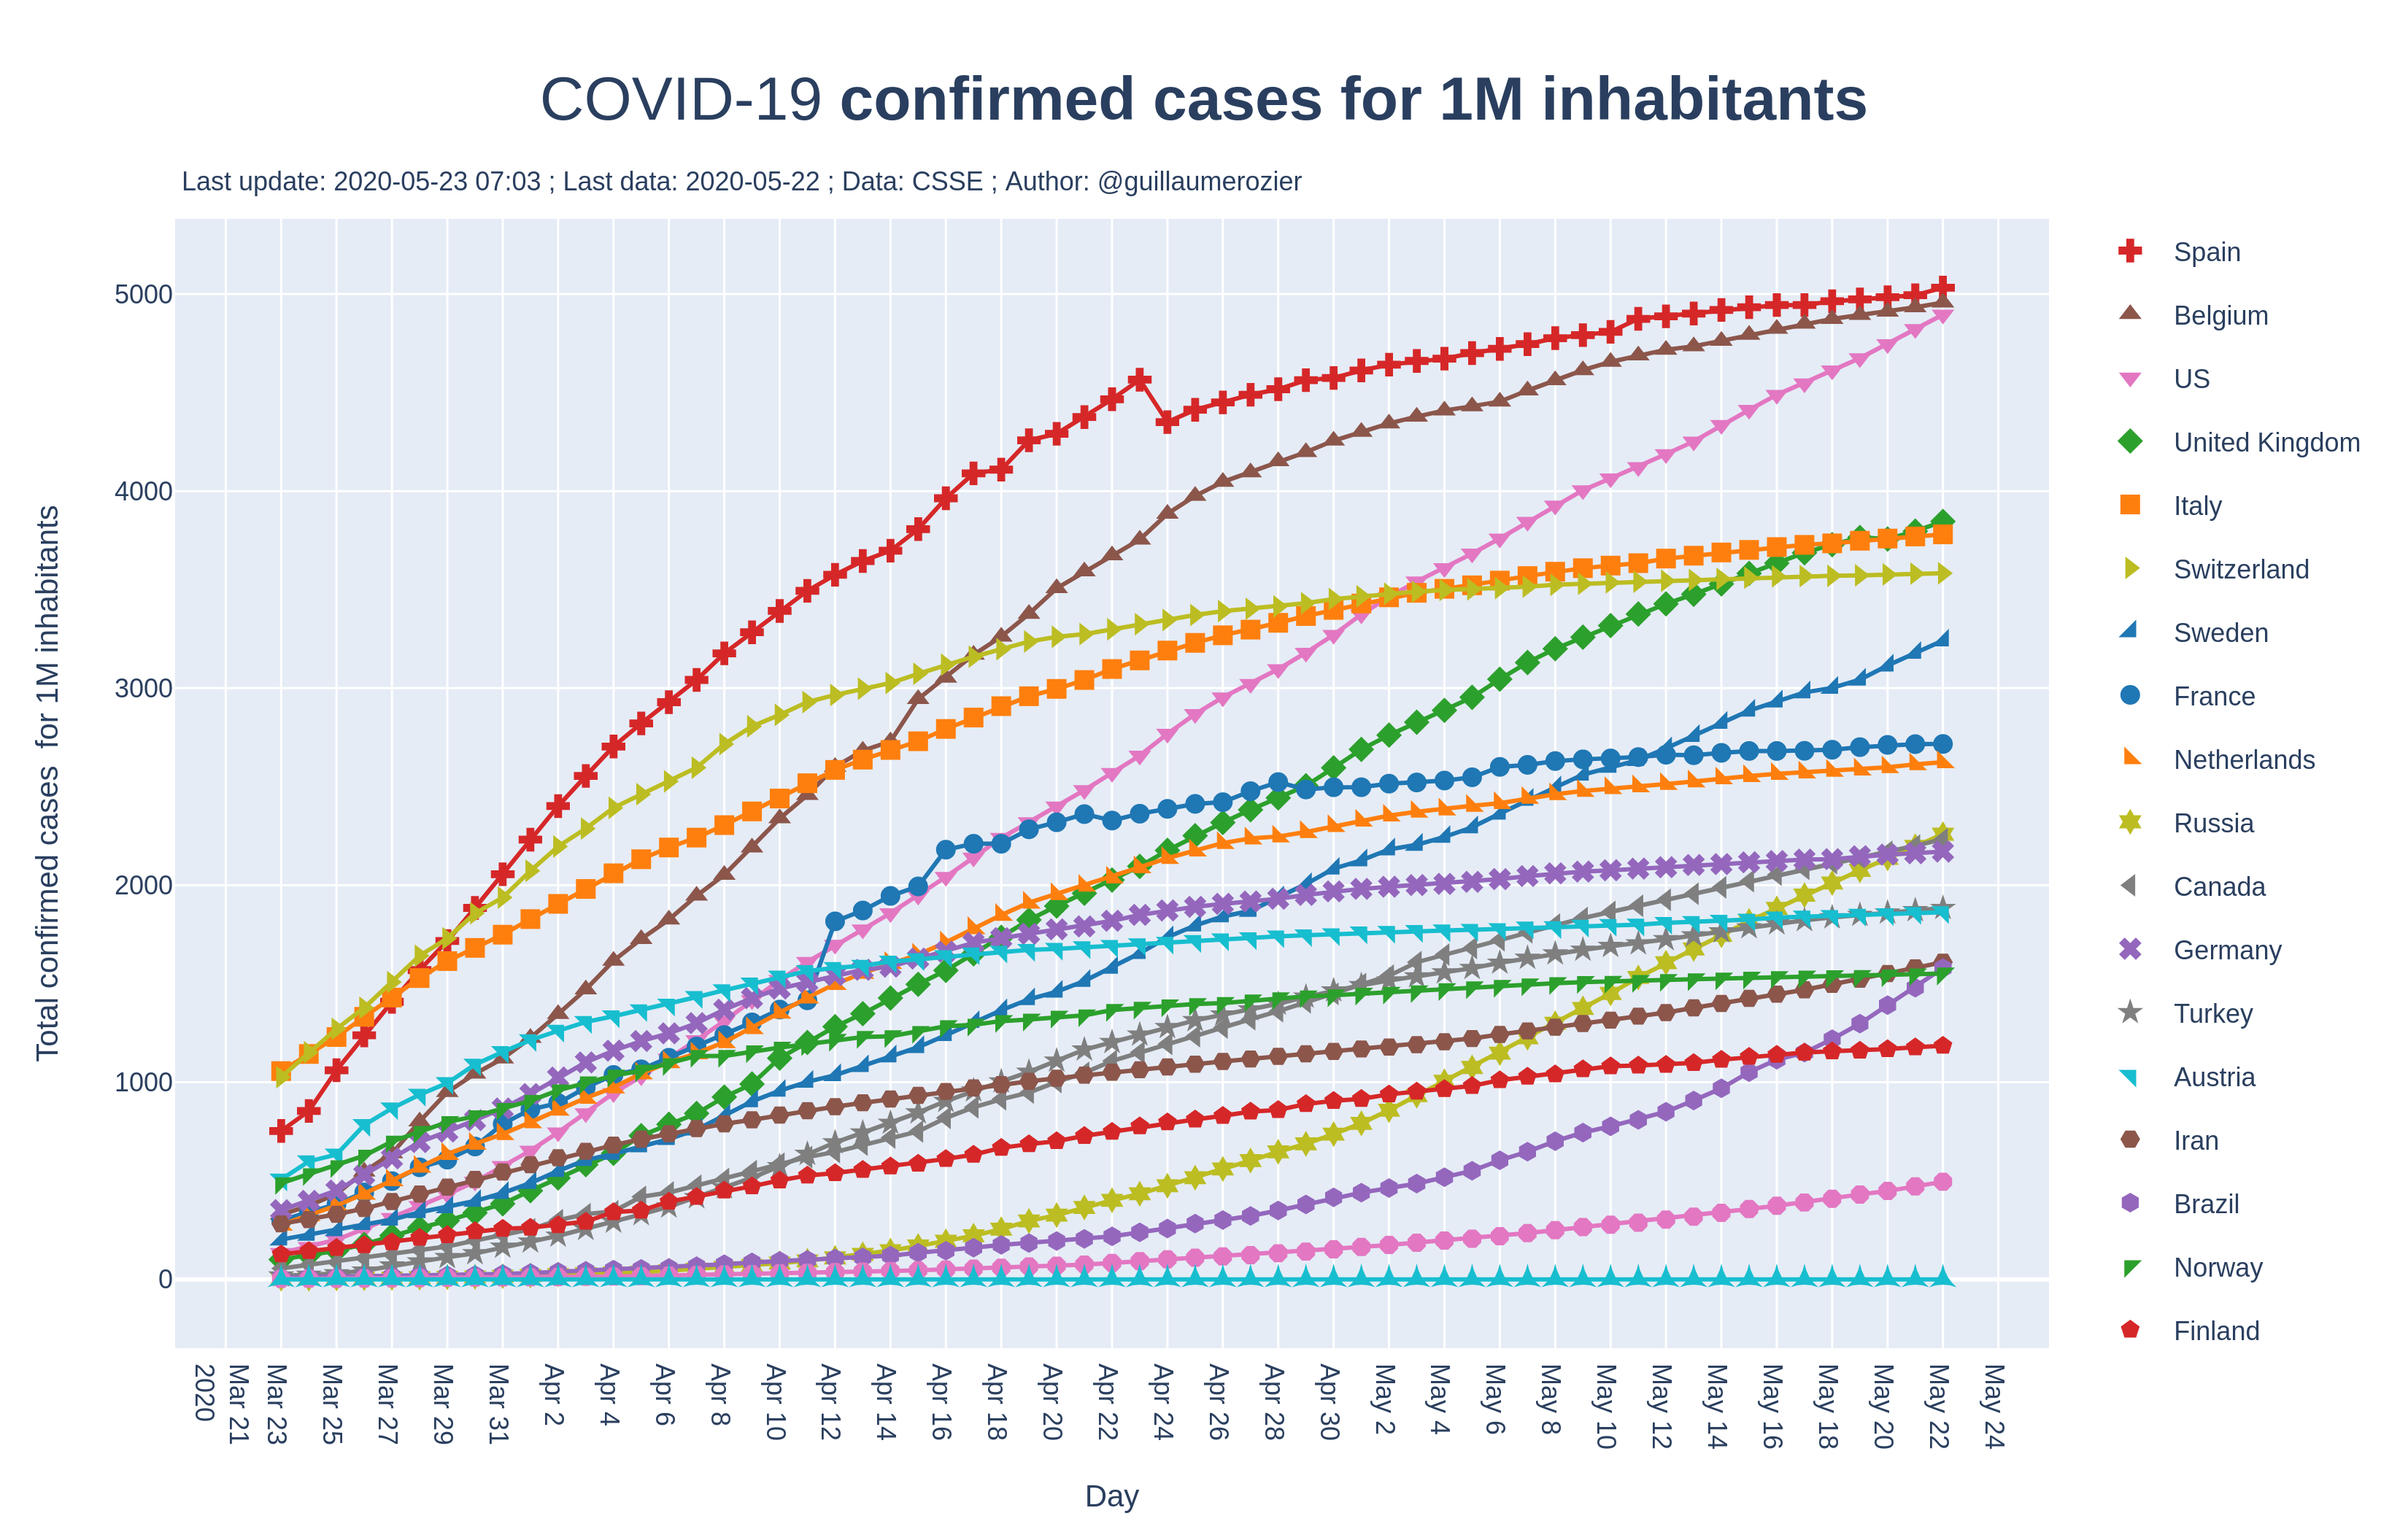 COVID-19 confirmed cases for 1M inhabitants
Last update: 2020-05-23 07:03 ; Last data: 2020-05-22 ; Data: CSSE ; Author: @guillaumerozier
Total confirmed cases for 1M inhabitants
5000
4000
3000
2000
1000
0
Mar 21
2020
Mar 23
Mar 25
Mar 27
Mar 29
Mar 31
Apr 2
Apr 4
Apr 6
Apr 8
Apr 10
Apr 12
Apr 14
Apr 16
Apr 18
Apr 20
Apr 22
Apr 24
Apr 26
Apr 28
Apr 30
May 2
May 4
May 6
May 8
May 10
May 12
May 14
May 16
May 18
May 20
May 22
May 24
Day
Spain
Belgium
US
United Kingdom
Italy
Switzerland
Sweden
France
Netherlands
Russia
Canada
Germany
Turkey
Austria
Iran
Brazil
Norway
Finland